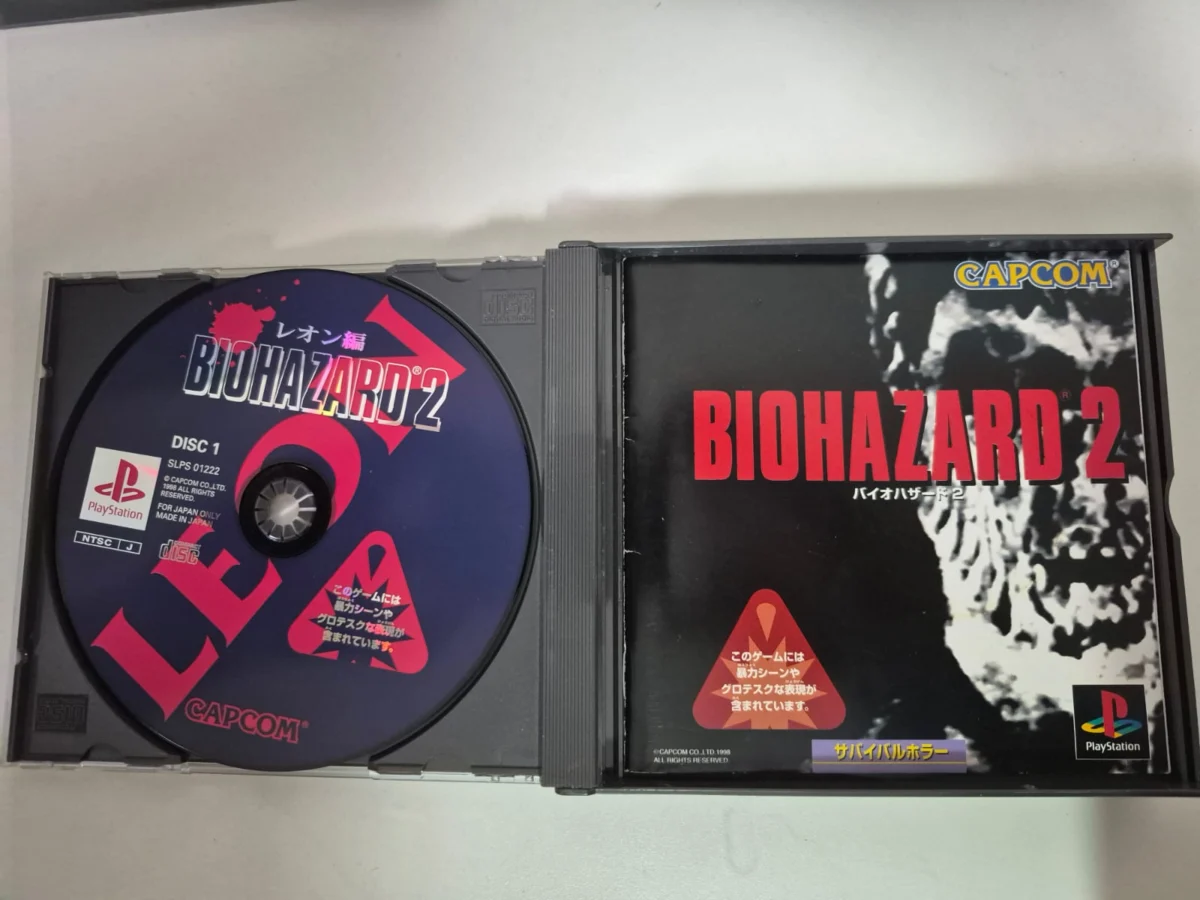 レオン編
BIOHAZARD®2
LEON
DISC 1
SLPS 01222
© CAPCOM CO.,LTD.
1998 ALL RIGHTS
RESERVED.
FOR JAPAN ONLY
MADE IN JAPAN
PlayStation
NTSC J
COMPACT
disc
このゲームには
暴力シーンや
グロテスクな表現が
含まれています。
CAPCOM®
CAPCOM®
BIOHAZARD®2
バイオハザード2
このゲームには
暴力シーンや
グロテスクな表現が
含まれています。
©CAPCOM CO.,LTD.1998
ALL RIGHTS RESERVED.
サバイバルホラー
PlayStation